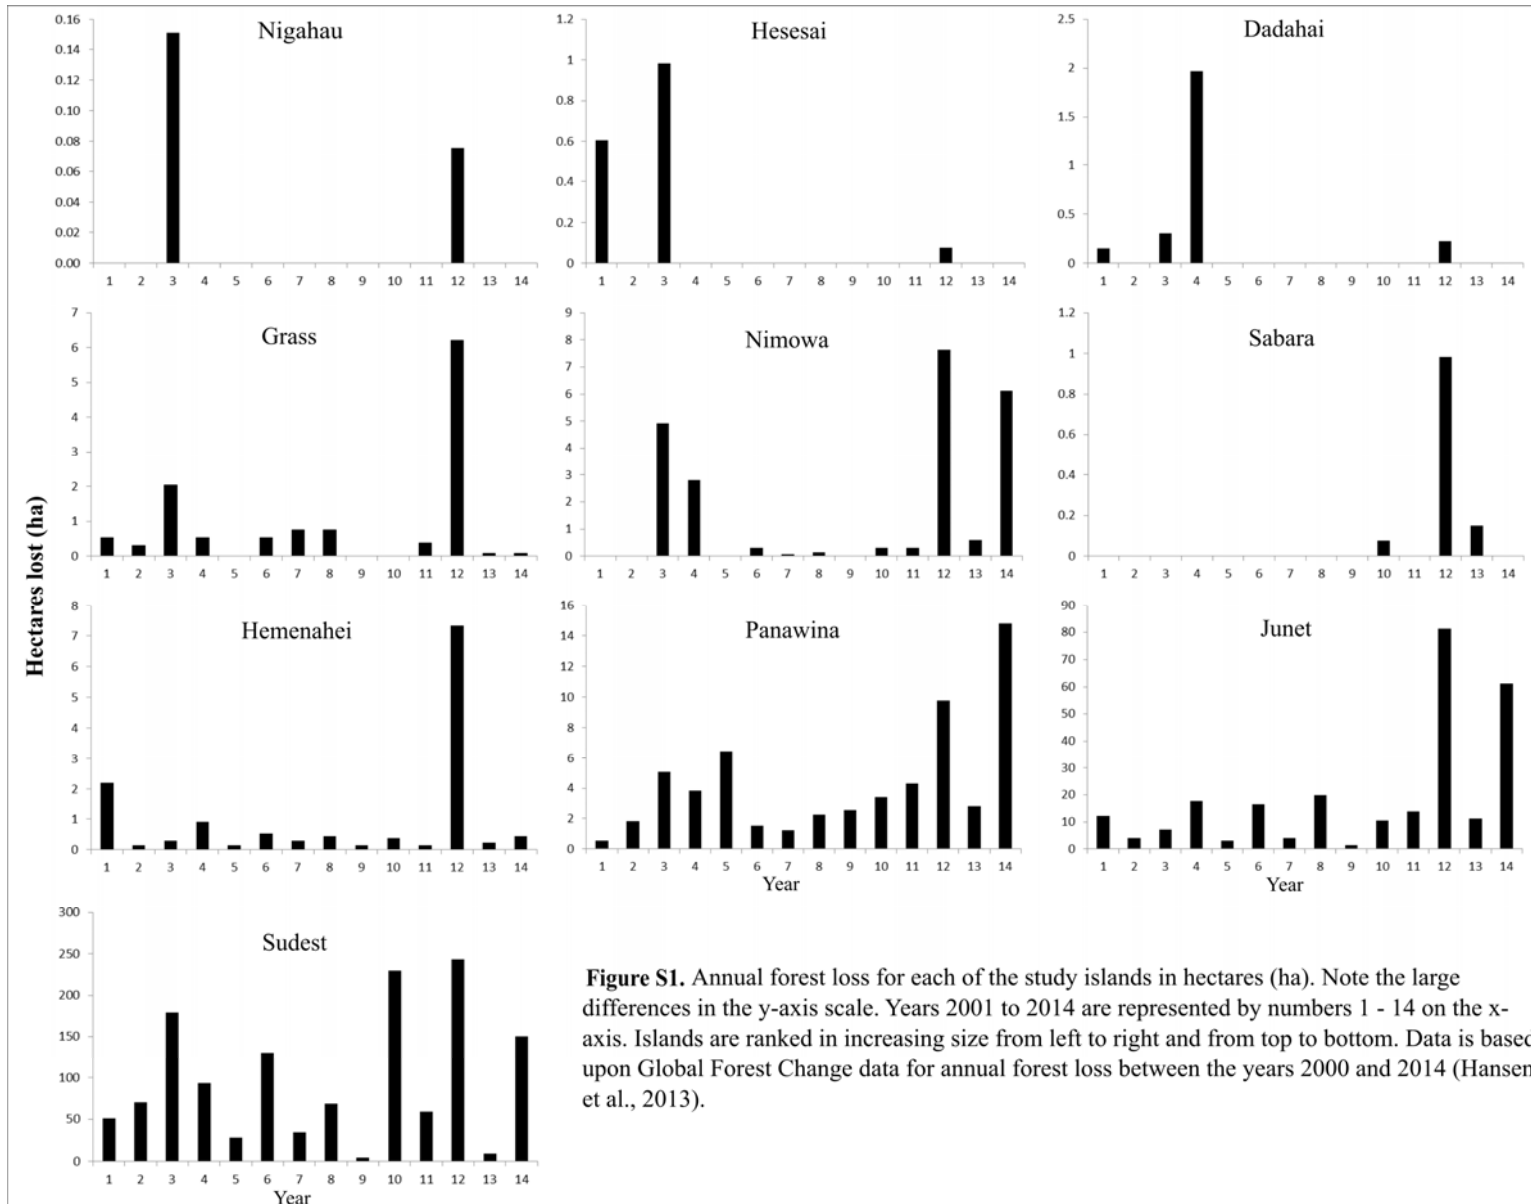 Nigahau
0.16
0.14
0.12
0.10
0.08
0.06
0.04
0.02
0.00
1 2 3 4 5 6 7 8 9 10 11 12 13 14
Hesesai
1.2
1
0.8
0.6
0.4
0.2
0
1 2 3 4 5 6 7 8 9 10 11 12 13 14
Dadahai
2.5
2
1.5
1
0.5
0
1 2 3 4 5 6 7 8 9 10 11 12 13 14
Hectares lost (ha)
Grass
7
6
5
4
3
2
1
0
1 2 3 4 5 6 7 8 9 10 11 12 13 14
Nimowa
9
8
7
6
5
4
3
2
1
0
1 2 3 4 5 6 7 8 9 10 11 12 13 14
Sabara
1.2
1
0.8
0.6
0.4
0.2
0
1 2 3 4 5 6 7 8 9 10 11 12 13 14
Hemenahei
8
7
6
5
4
3
2
1
0
1 2 3 4 5 6 7 8 9 10 11 12 13 14
Panawina
16
14
12
10
8
6
4
2
0
1 2 3 4 5 6 7 8 9 10 11 12 13 14
Year
Junet
90
80
70
60
50
40
30
20
10
0
1 2 3 4 5 6 7 8 9 10 11 12 13 14
Year
Sudest
300
250
200
150
100
50
0
1 2 3 4 5 6 7 8 9 10 11 12 13 14
Year
Figure S1. Annual forest loss for each of the study islands in hectares (ha). Note the large
differences in the y-axis scale. Years 2001 to 2014 are represented by numbers 1 - 14 on the x-
axis. Islands are ranked in increasing size from left to right and from top to bottom. Data is based
upon Global Forest Change data for annual forest loss between the years 2000 and 2014 (Hansen
et al., 2013).